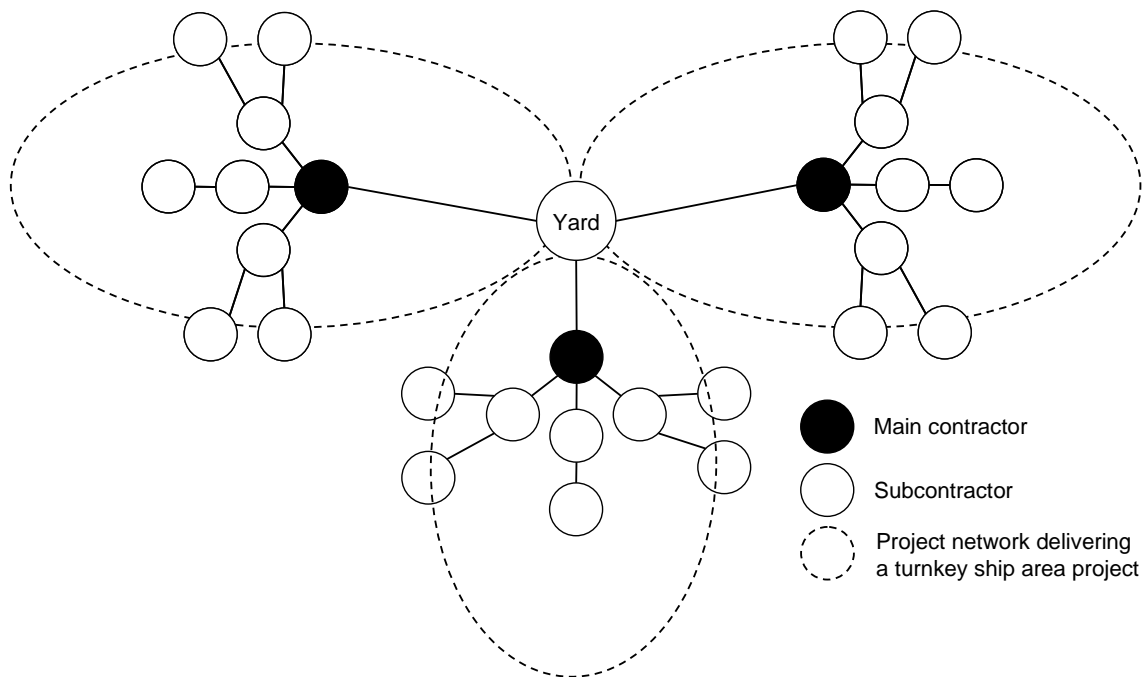 Yard
Main contractor
Subcontractor
Project network delivering
a turnkey ship area project